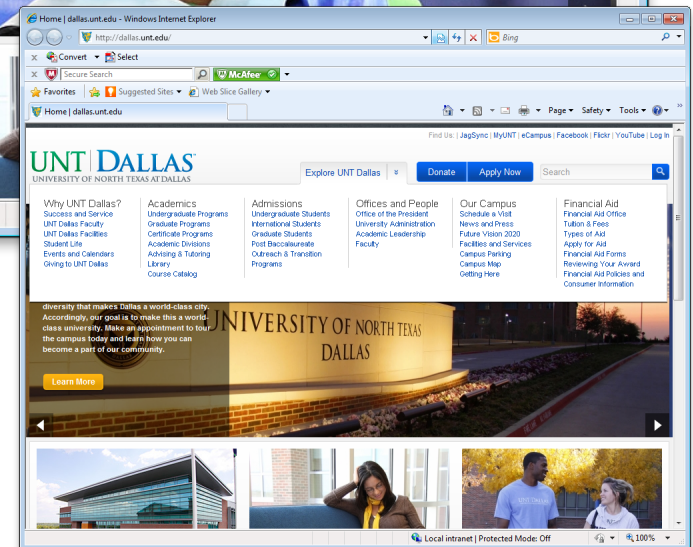 Home | dallas.unt.edu - Windows Internet Explorer
http://dallas.unt.edu/
Bing
x Convert Select
x Secure Search McAfee
Favorites Suggested Sites Web Slice Gallery
Home | dallas.unt.edu
Page Safety Tools
Find Us: | JagSync | MyUNT | eCampus | Facebook | Flickr | YouTube | Log In
UNT DALLAS
UNIVERSITY OF NORTH TEXAS AT DALLAS
Explore UNT Dallas
Donate
Apply Now
Search
Why UNT Dallas?
Success and Service
UNT Dallas Faculty
UNT Dallas Facilities
Student Life
Events and Calendars
Giving to UNT Dallas
Academics
Undergraduate Programs
Graduate Programs
Certificate Programs
Academic Divisions
Advising & Tutoring
Library
Course Catalog
Admissions
Undergraduate Students
International Students
Graduate Students
Post Baccalaureate
Outreach & Transition
Programs
Offices and People
Office of the President
University Administration
Academic Leadership
Faculty
Our Campus
Schedule a Visit
News and Press
Future Vision 2020
Facilities and Services
Campus Parking
Campus Map
Getting Here
Financial Aid
Financial Aid Office
Tuition & Fees
Types of Aid
Apply for Aid
Financial Aid Forms
Reviewing Your Award
Financial Aid Policies and
Consumer Information
diversity that makes Dallas a world-class city.
Accordingly, our goal is to make this a world-
class university. Make an appointment to tour
the campus today and learn how you can
become a part of our community.
Learn More
UNIVERSITY OF NORTH TEXAS
DALLAS
UNT DALLAS
Local intranet | Protected Mode: Off
100%